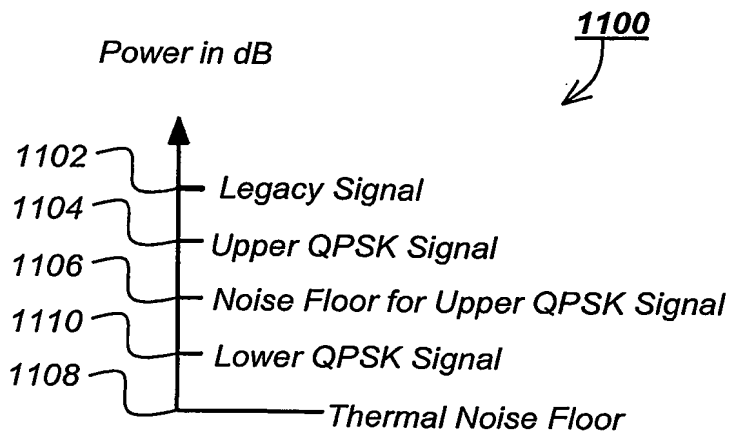 1100
Power in dB
1102
Legacy Signal
1104
Upper QPSK Signal
1106
Noise Floor for Upper QPSK Signal
1110
Lower QPSK Signal
1108
Thermal Noise Floor